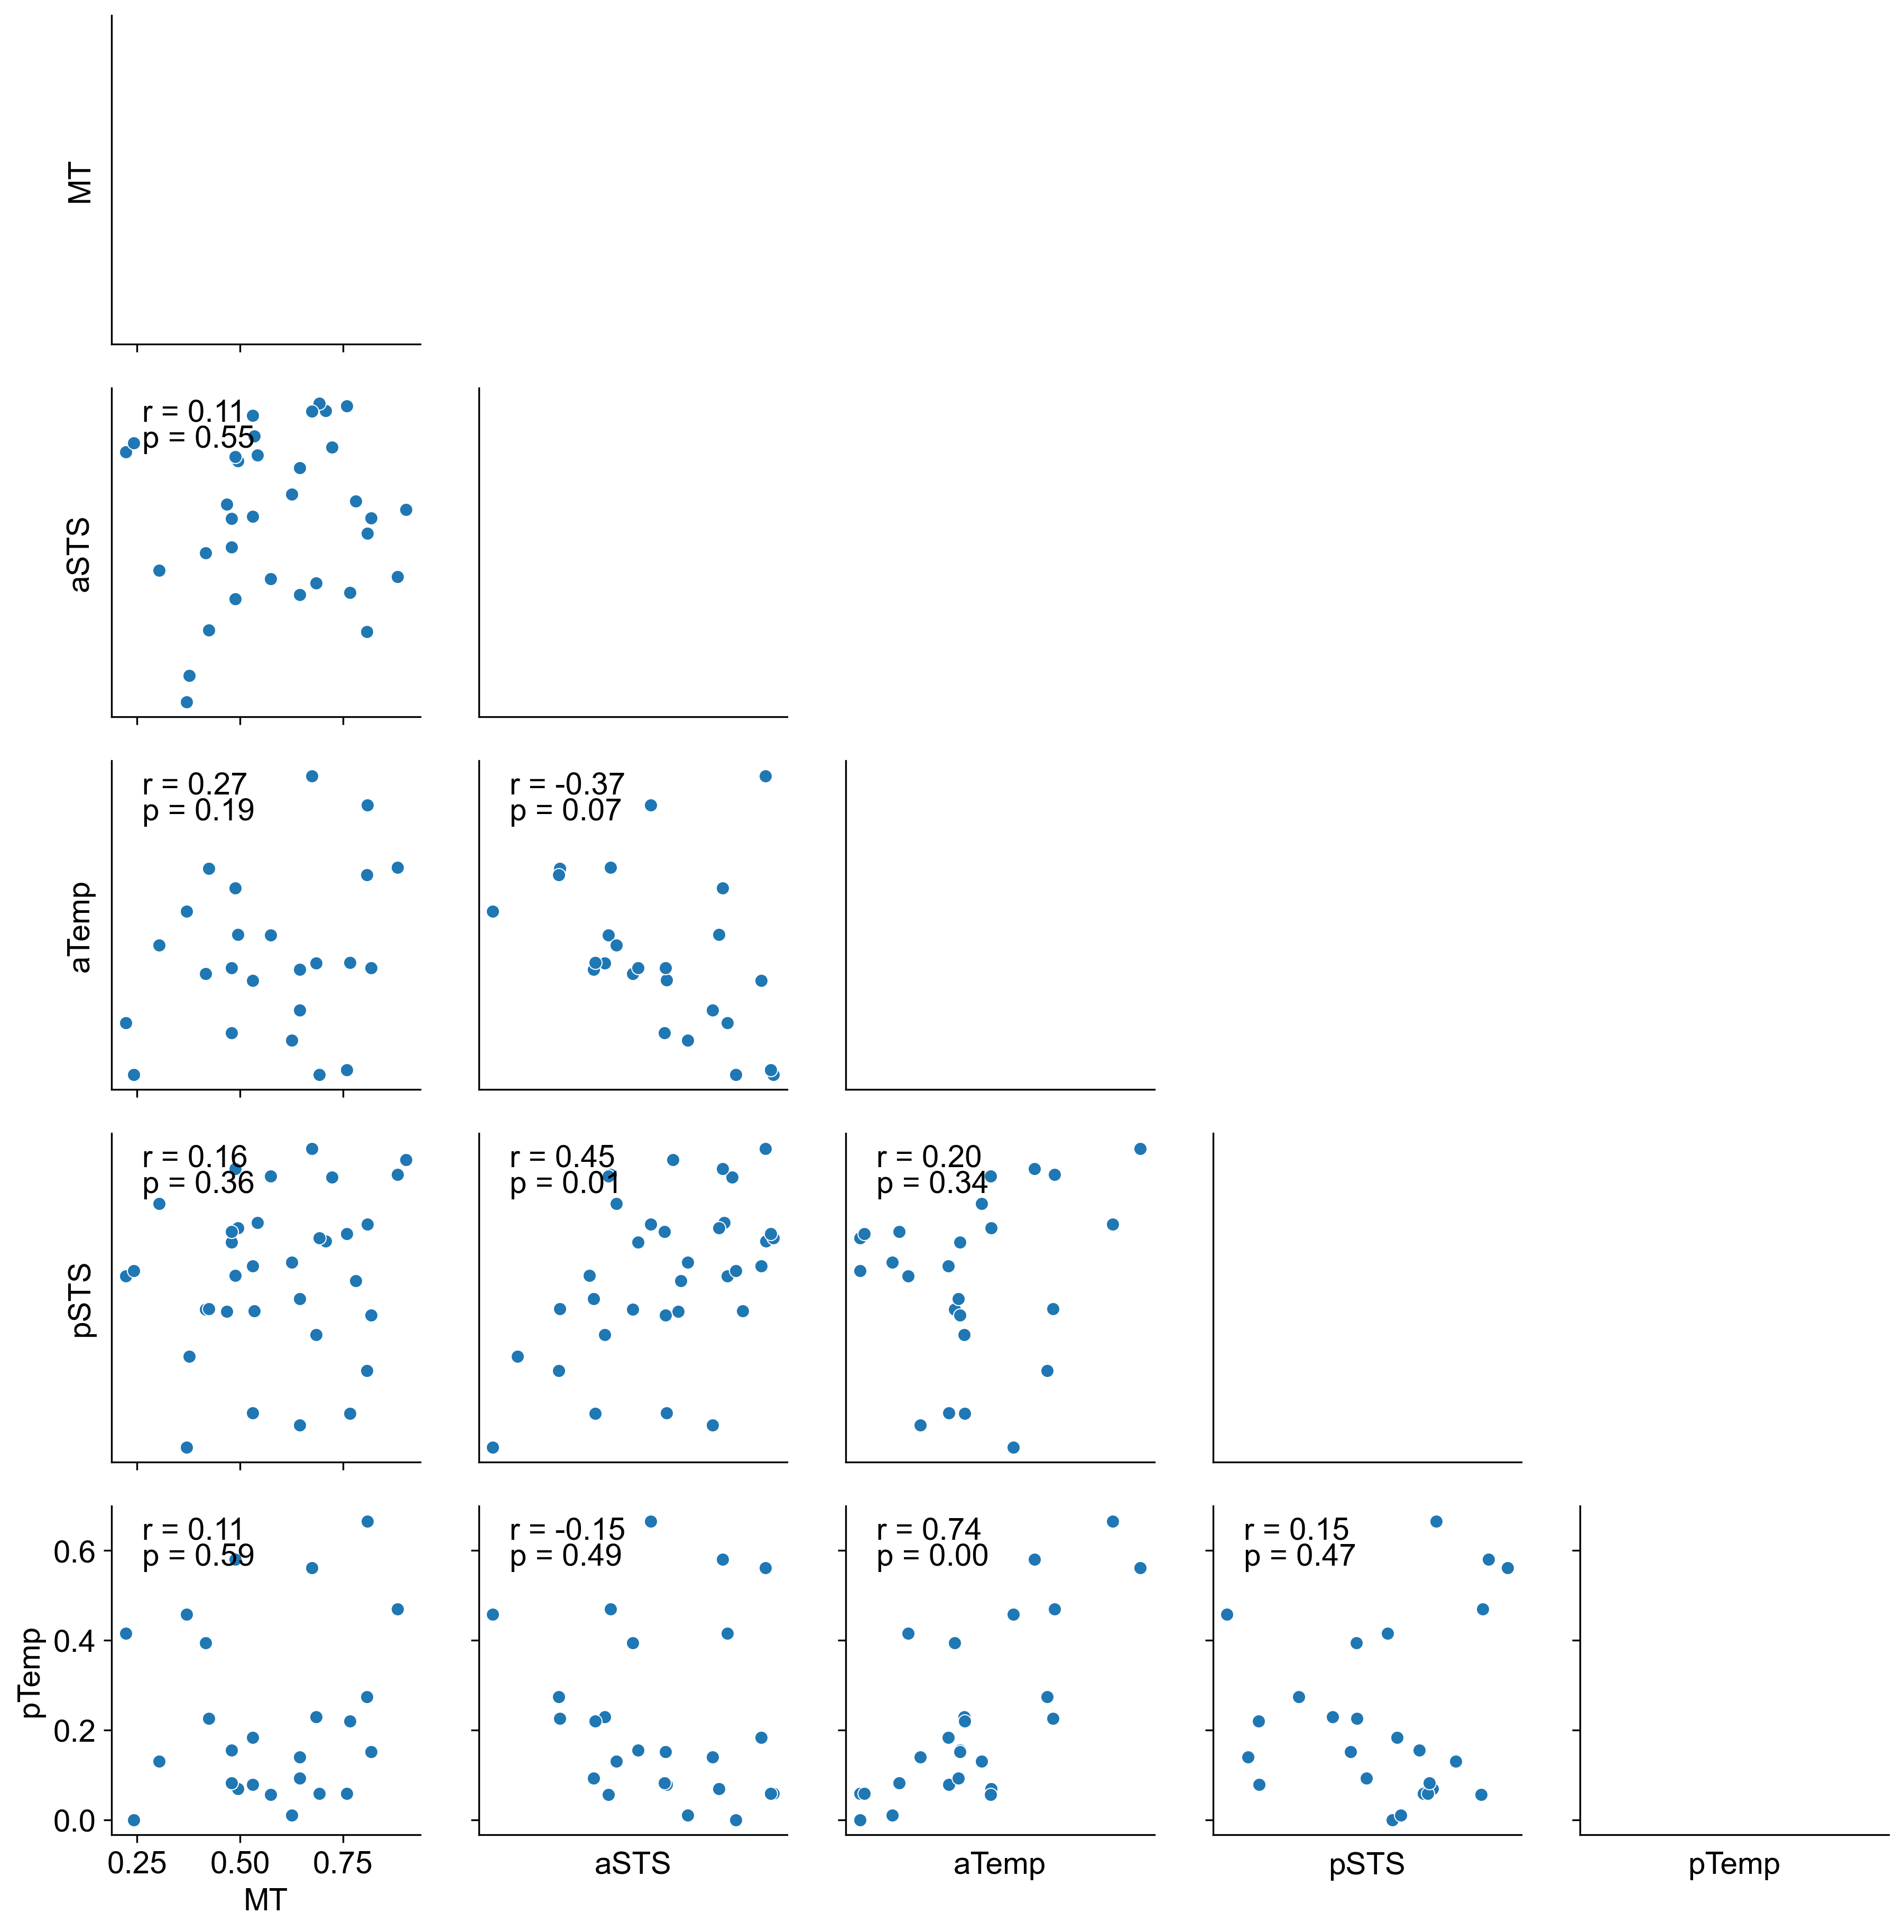 MT
r = 0.11
p = 0.55
aSTS
r = 0.27
p = 0.19
r = -0.37
p = 0.07
aTemp
r = 0.16
p = 0.36
r = 0.45
p = 0.01
r = 0.20
p = 0.34
pSTS
r = 0.11
p = 0.59
r = -0.15
p = 0.49
r = 0.74
p = 0.00
r = 0.15
p = 0.47
0.6
0.4
0.2
0.0
pTemp
0.25 0.50 0.75
MT
aSTS
aTemp
pSTS
pTemp